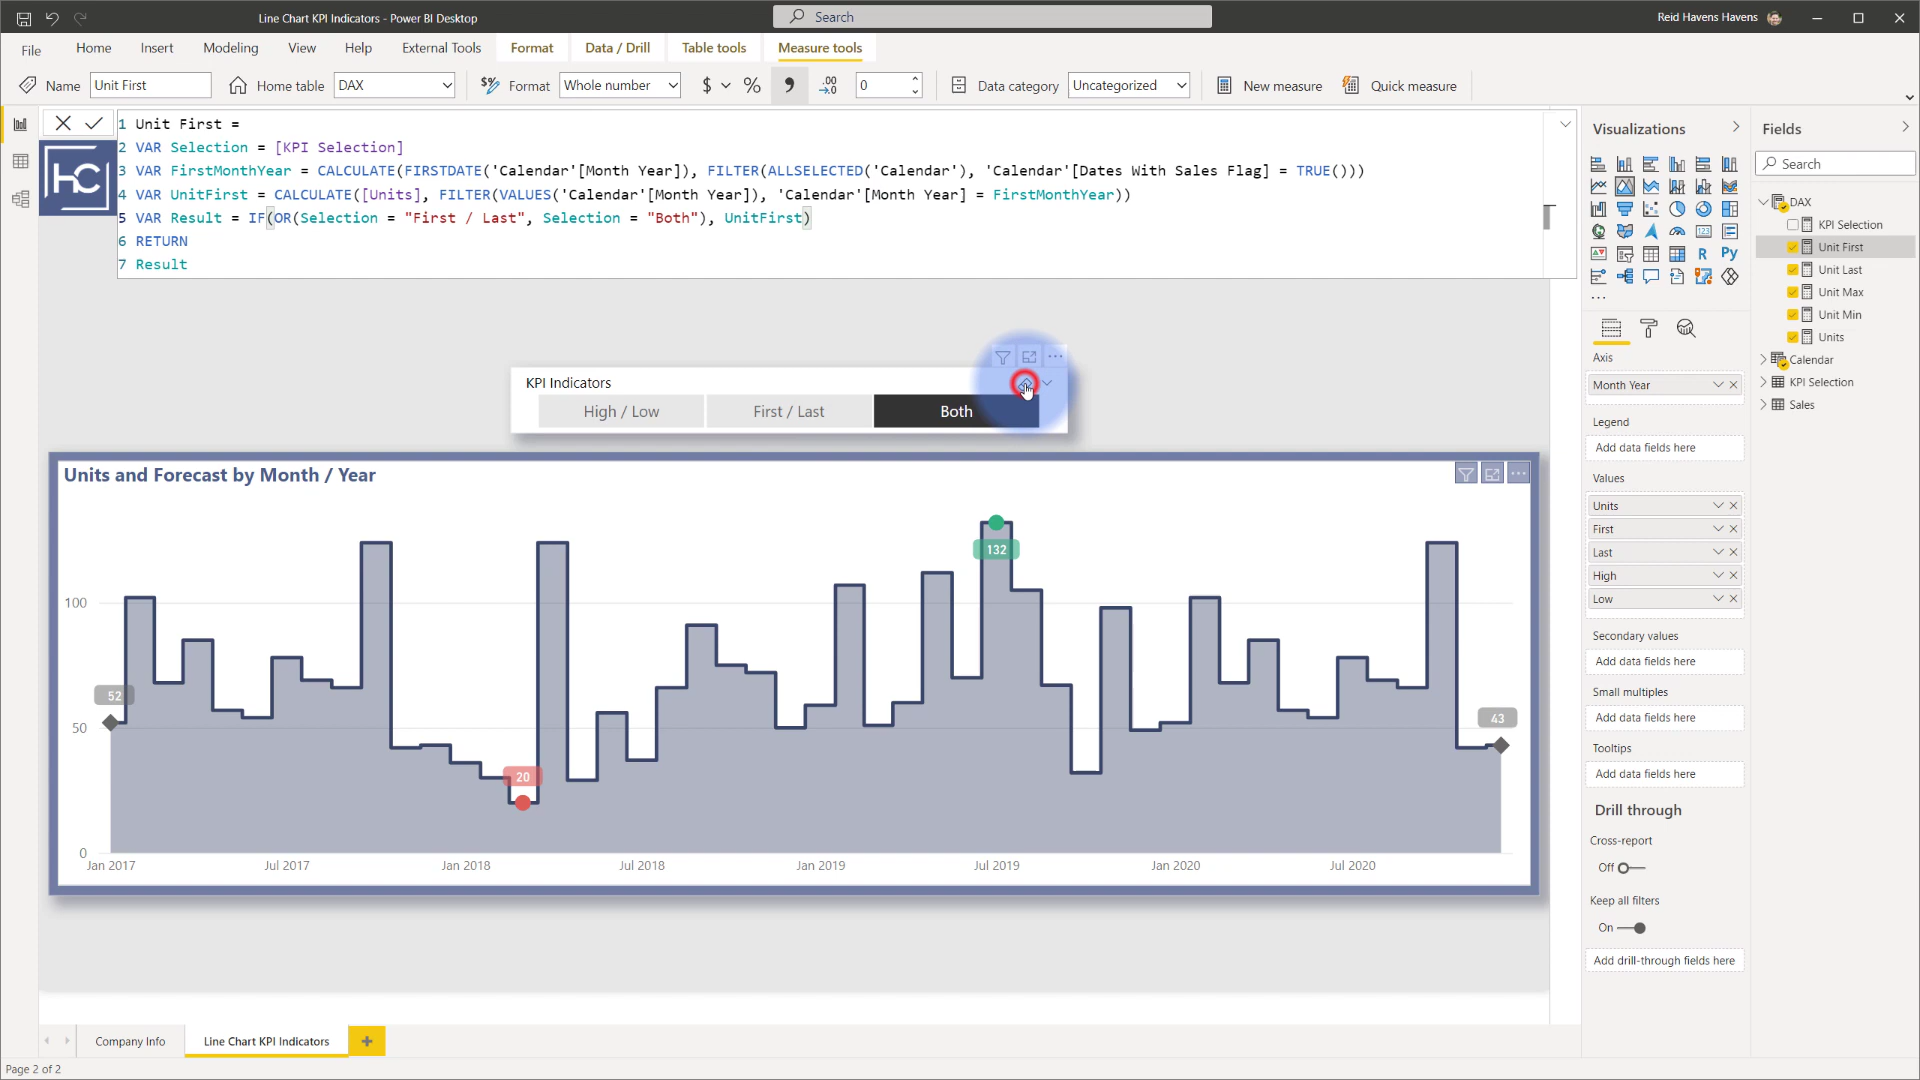 Line Chart KPI Indicators - Power BI Desktop
Search
Reid Havens Havens
File
Home
Insert
Modeling
View
Help
External Tools
Format
Data / Drill
Table tools
Measure tools
Name
Unit First
Home table
DAX
Format
Whole number
$
%
0
Data category
Uncategorized
New measure
Quick measure
1 Unit First =
2 VAR Selection = [KPI Selection]
3 VAR FirstMonthYear = CALCULATE(FIRSTDATE('Calendar'[Month Year]), FILTER(ALLSELECTED('Calendar'), 'Calendar'[Dates With Sales Flag] = TRUE()))
4 VAR UnitFirst = CALCULATE([Units], FILTER(VALUES('Calendar'[Month Year]), 'Calendar'[Month Year] = FirstMonthYear))
5 VAR Result = IF(OR(Selection = "First / Last", Selection = "Both"), UnitFirst)
6 RETURN
7 Result
HC
KPI Indicators
High / Low
First / Last
Both
Units and Forecast by Month / Year
100
50
0
52
20
132
43
Jan 2017
Jul 2017
Jan 2018
Jul 2018
Jan 2019
Jul 2019
Jan 2020
Jul 2020
Visualizations
123
R
Py
Axis
Month Year
Legend
Add data fields here
Values
Units
First
Last
High
Low
Secondary values
Add data fields here
Small multiples
Add data fields here
Tooltips
Add data fields here
Drill through
Cross-report
Off
Keep all filters
On
Add drill-through fields here
Fields
Search
DAX
KPI Selection
Unit First
Unit Last
Unit Max
Unit Min
Units
Calendar
KPI Selection
Sales
Company Info
Line Chart KPI Indicators
Page 2 of 2